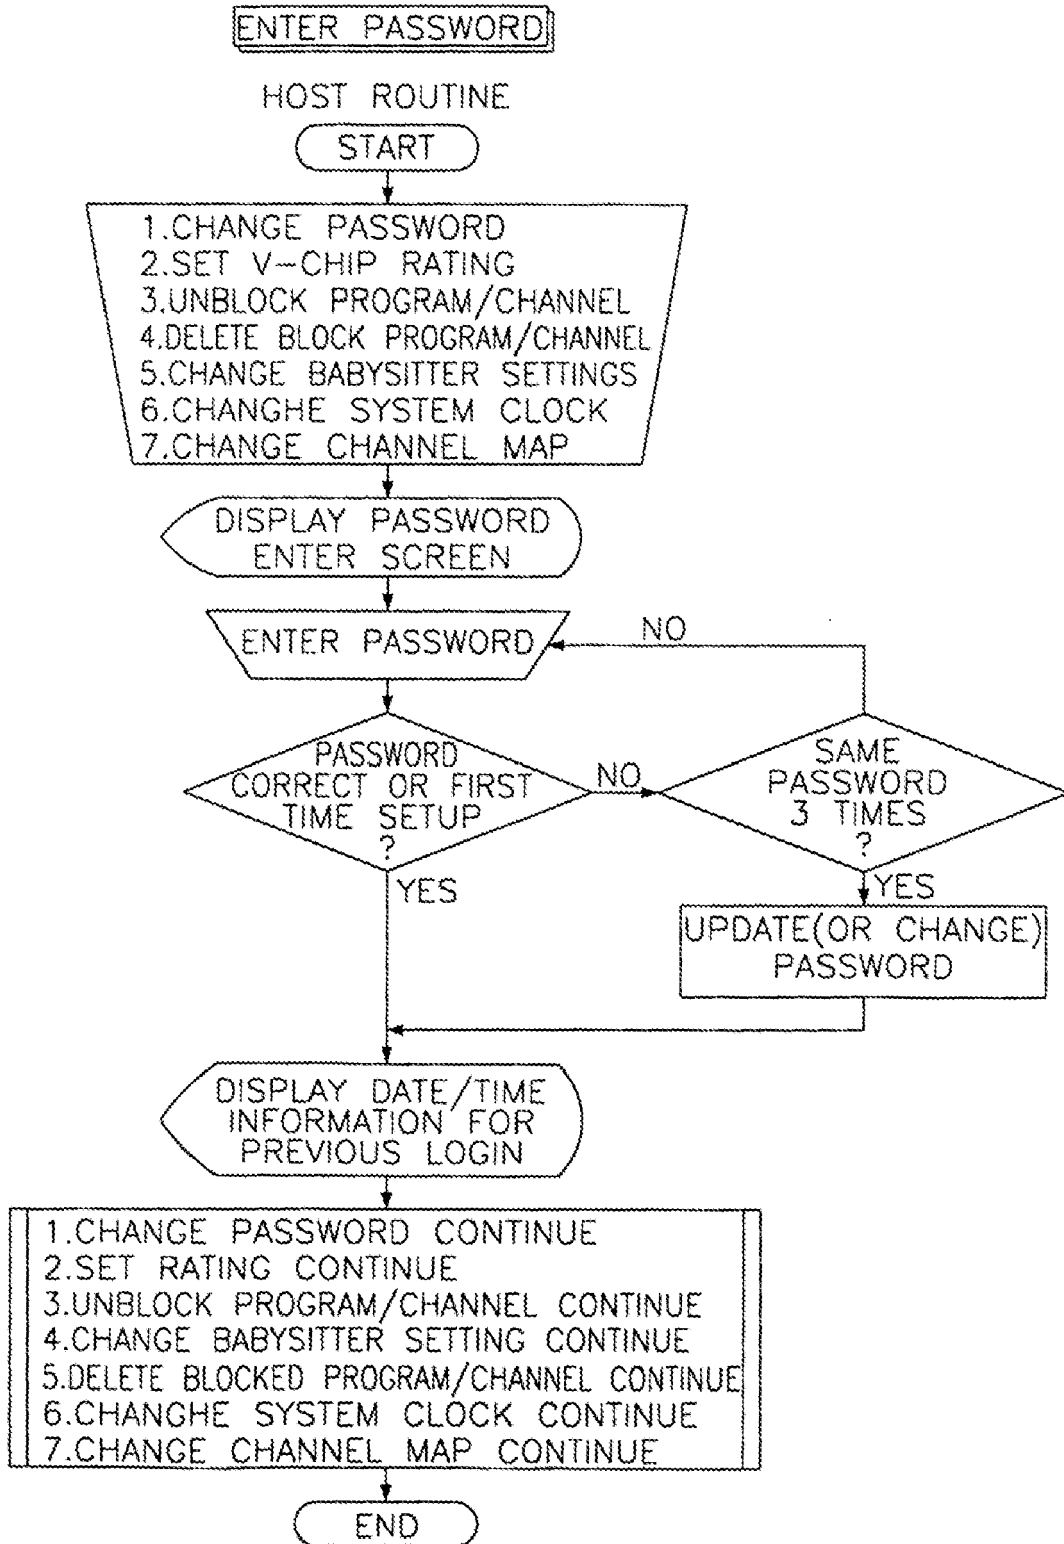 ENTER PASSWORD
HOST ROUTINE
START
1.CHANGE PASSWORD
2.SET V-CHIP RATING
3.UNBLOCK PROGRAM/CHANNEL
4.DELETE BLOCK PROGRAM/CHANNEL
5.CHANGE BABYSITTER SETTINGS
6.CHANGHE SYSTEM CLOCK
7.CHANGE CHANNEL MAP
DISPLAY PASSWORD
ENTER SCREEN
ENTER PASSWORD
NO
PASSWORD
CORRECT OR FIRST
TIME SETUP
?
NO
SAME
PASSWORD
3 TIMES
?
YES
YES
UPDATE(OR CHANGE)
PASSWORD
DISPLAY DATE/TIME
INFORMATION FOR
PREVIOUS LOGIN
1.CHANGE PASSWORD CONTINUE
2.SET RATING CONTINUE
3.UNBLOCK PROGRAM/CHANNEL CONTINUE
4.CHANGE BABYSITTER SETTING CONTINUE
5.DELETE BLOCKED PROGRAM/CHANNEL CONTINUE
6.CHANGHE SYSTEM CLOCK CONTINUE
7.CHANGE CHANNEL MAP CONTINUE
END